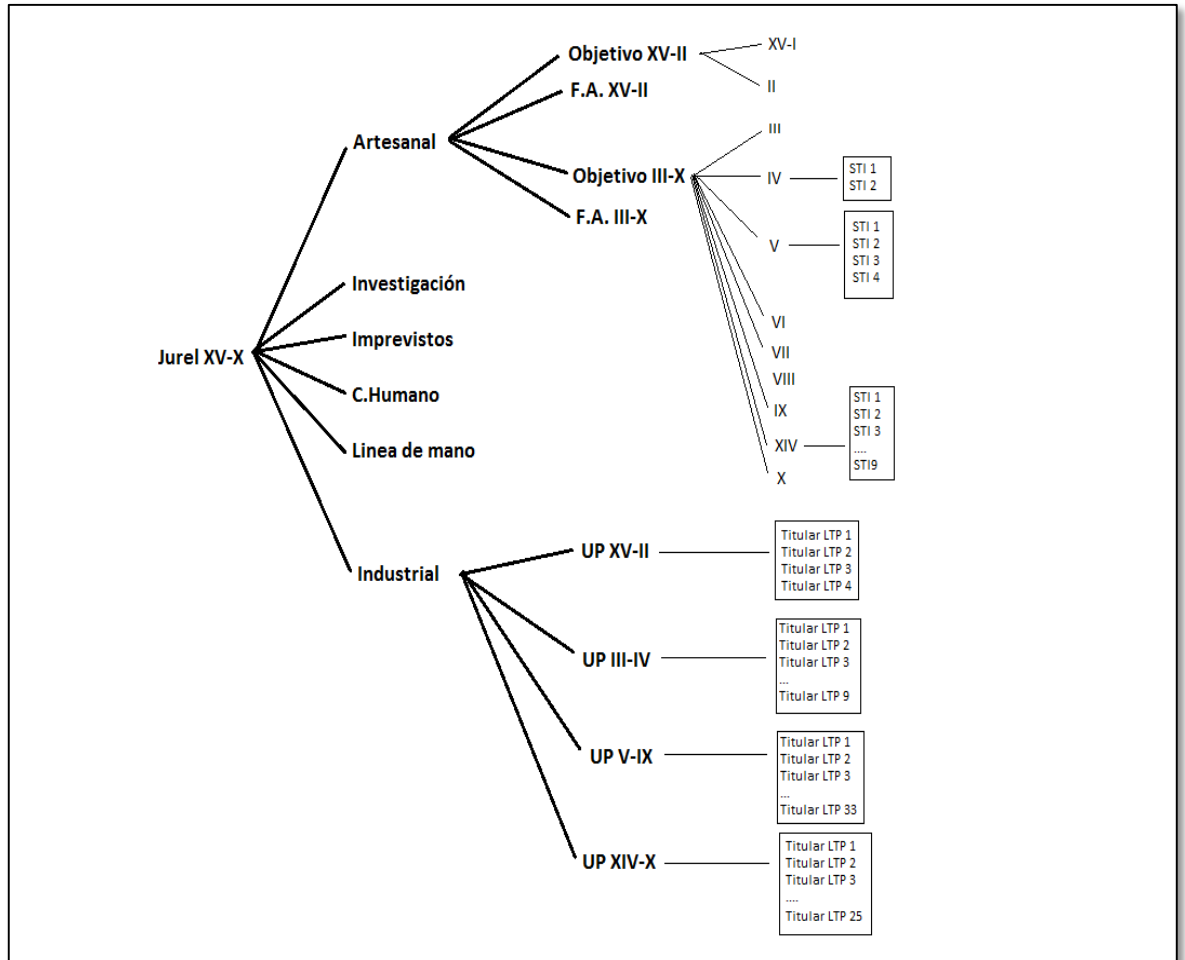 Objetivo XV-II
XV-I
II
F.A. XV-II
Artesanal
III
Objetivo III-X
IV
STI 1
STI 2
F.A. III-X
V
STI 1
STI 2
STI 3
STI 4
VI
VII
VIII
IX
XIV
STI 1
STI 2
STI 3
....
STI9
X
Jurel XV-X
Investigación
Imprevistos
C.Humano
Linea de mano
Industrial
UP XV-II
Titular LTP 1
Titular LTP 2
Titular LTP 3
Titular LTP 4
UP III-IV
Titular LTP 1
Titular LTP 2
Titular LTP 3
...
Titular LTP 9
UP V-IX
Titular LTP 1
Titular LTP 2
Titular LTP 3
...
Titular LTP 33
UP XIV-X
Titular LTP 1
Titular LTP 2
Titular LTP 3
....
Titular LTP 25